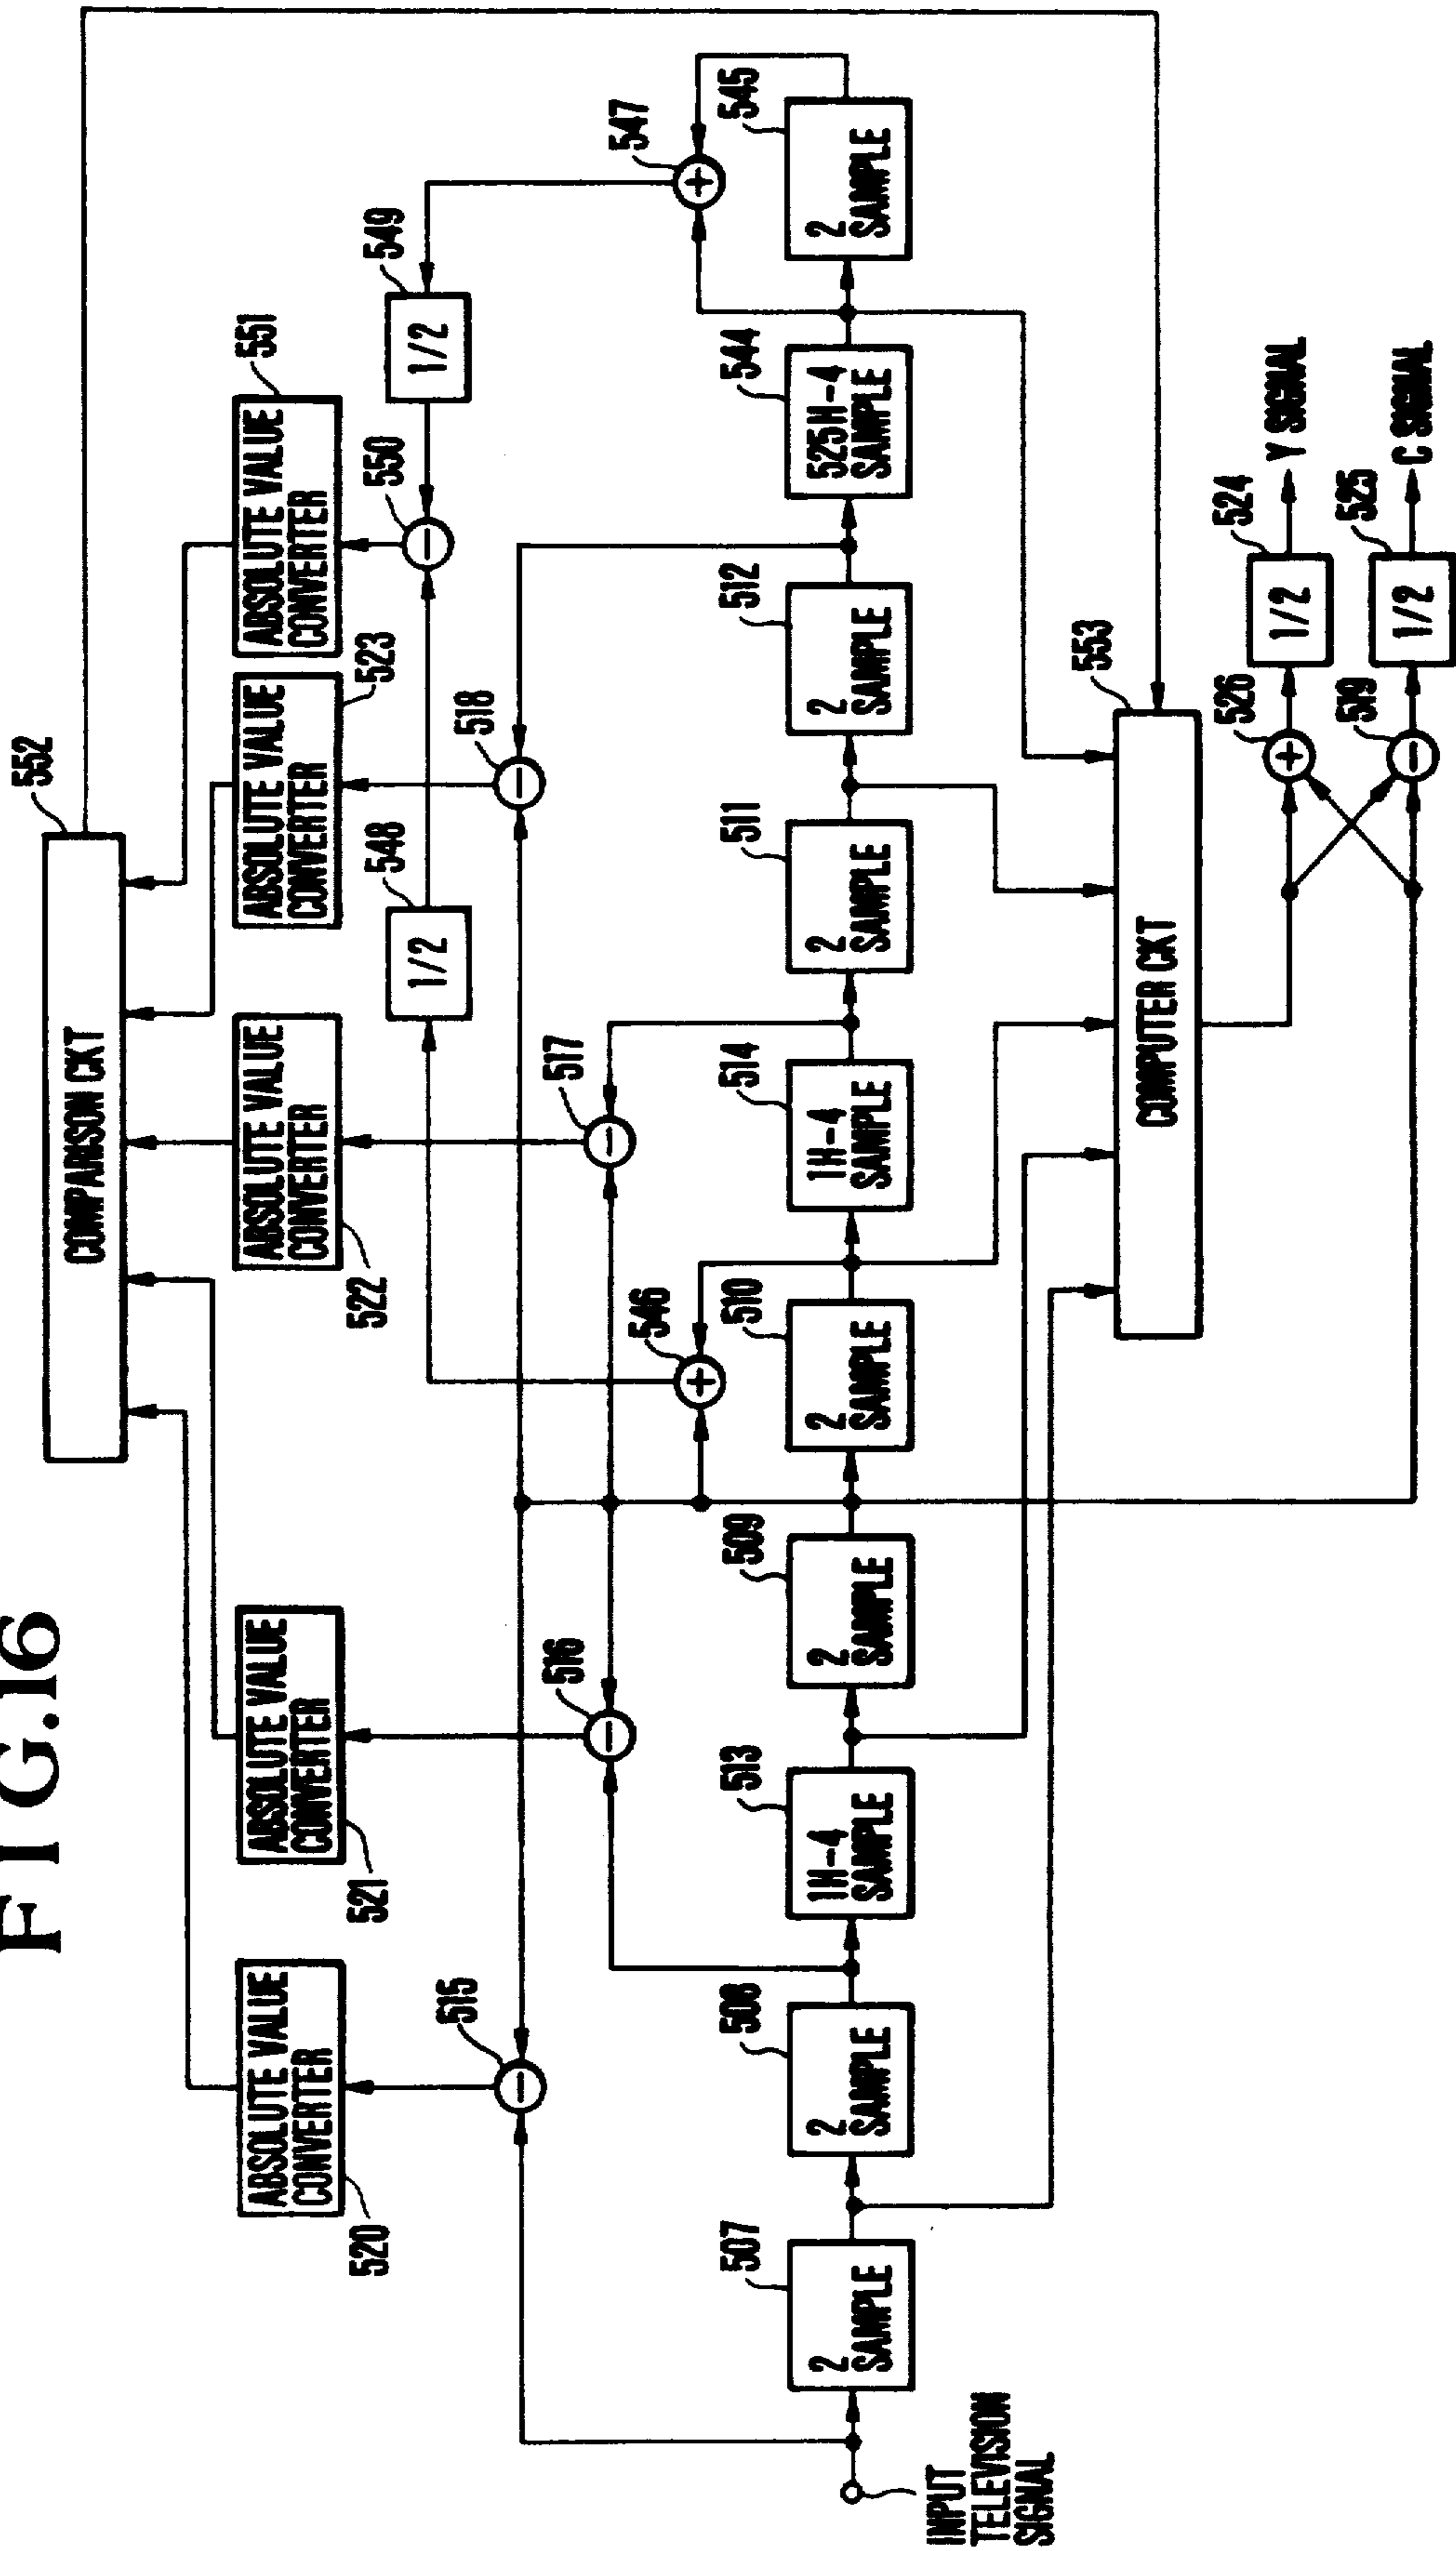 FIG.16
552
COMPARISON CKT
520
ABSOLUTE VALUE
CONVERTER
521
ABSOLUTE VALUE
CONVERTER
522
ABSOLUTE VALUE
CONVERTER
523
ABSOLUTE VALUE
CONVERTER
551
ABSOLUTE VALUE
CONVERTER
548
1/2
550
−
549
1/2
515
−
518
−
516
−
517
−
546
+
547
+
INPUT
TELEVISION
SIGNAL
507
2
SAMPLE
508
2
SAMPLE
513
1H-4
SAMPLE
509
2
SAMPLE
510
2
SAMPLE
514
1H-4
SAMPLE
511
2
SAMPLE
512
2
SAMPLE
544
525H-4
SAMPLE
545
2
SAMPLE
553
COMPUTER CKT
526
+
524
1/2
Y SIGNAL
519
−
525
1/2
C SIGNAL